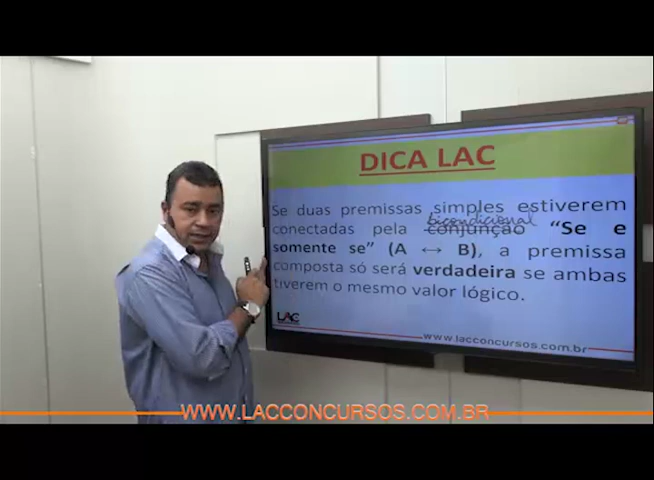 DICA LAC
Se duas premissas simples estiverem
bicondicional
conectadas pela conjunção "Se e
somente se" (A ↔ B), a premissa
composta só será verdadeira se ambas
tiverem o mesmo valor lógico.
LAC
www.lacconcursos.com.br
WWW.LACCONCURSOS.COM.BR